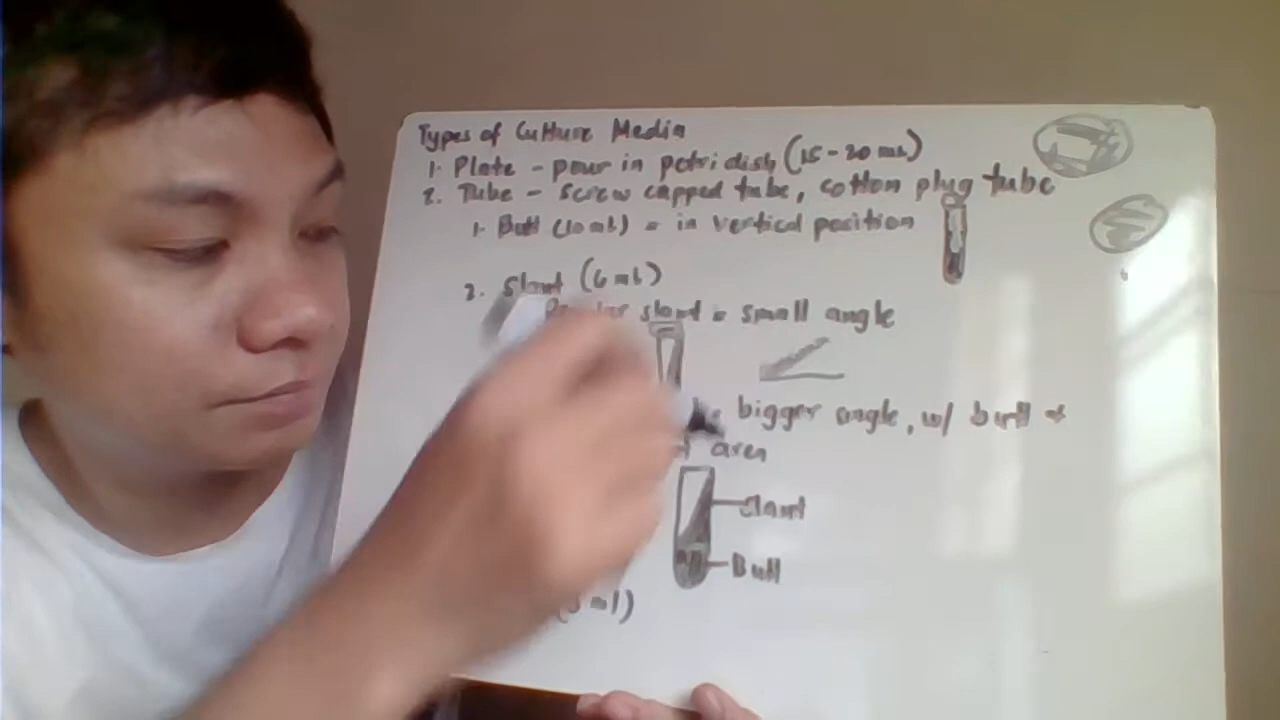 Types of Culture Media
1. Plate - pour in petri dish (15-20 mL)
2. Tube - Screw capped tube, cotton plug tube
1. Butt (10 mL) = in vertical position
2. Slant (6 mL)
slant = small angle
bigger angle, w/ butt &
area
Slant
Butt